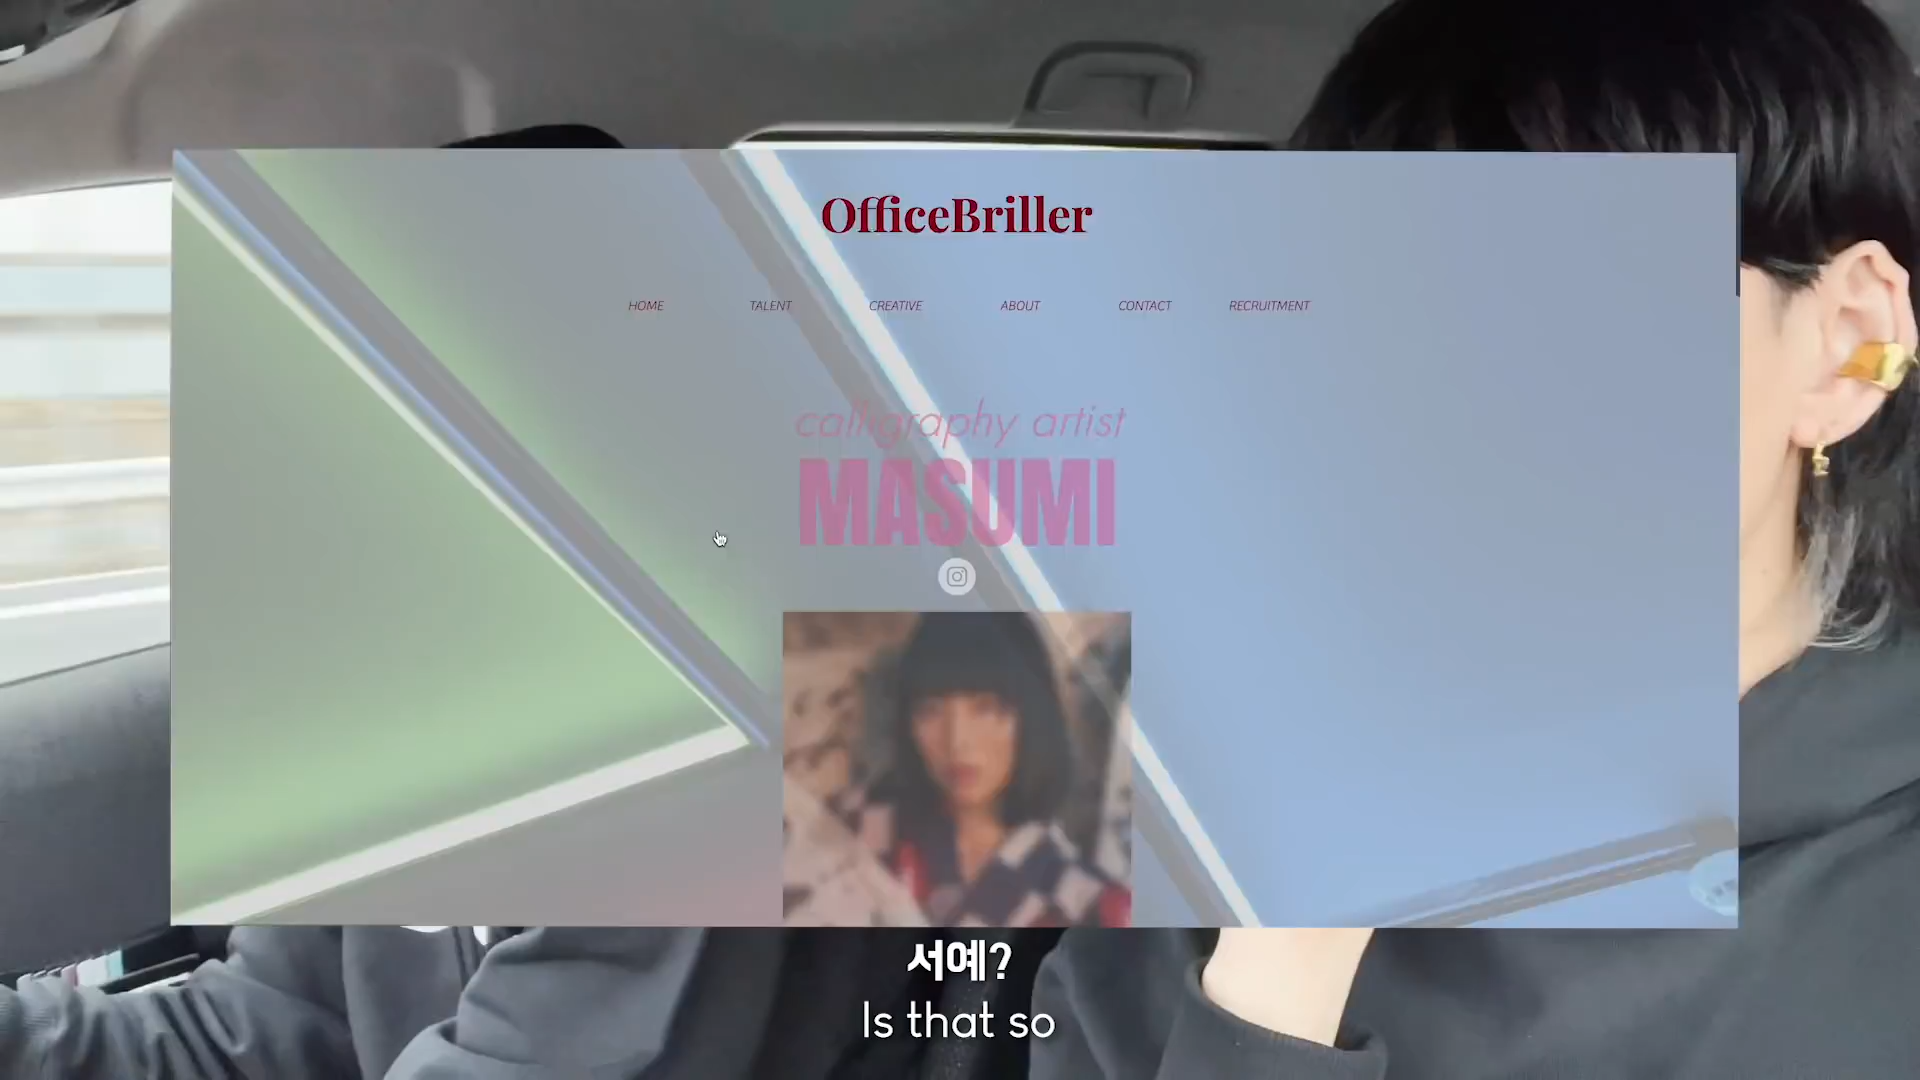 OfficeBriller
HOME TALENT CREATIVE ABOUT CONTACT RECRUITMENT
calligraphy artist
MASUMI
서예?
Is that so